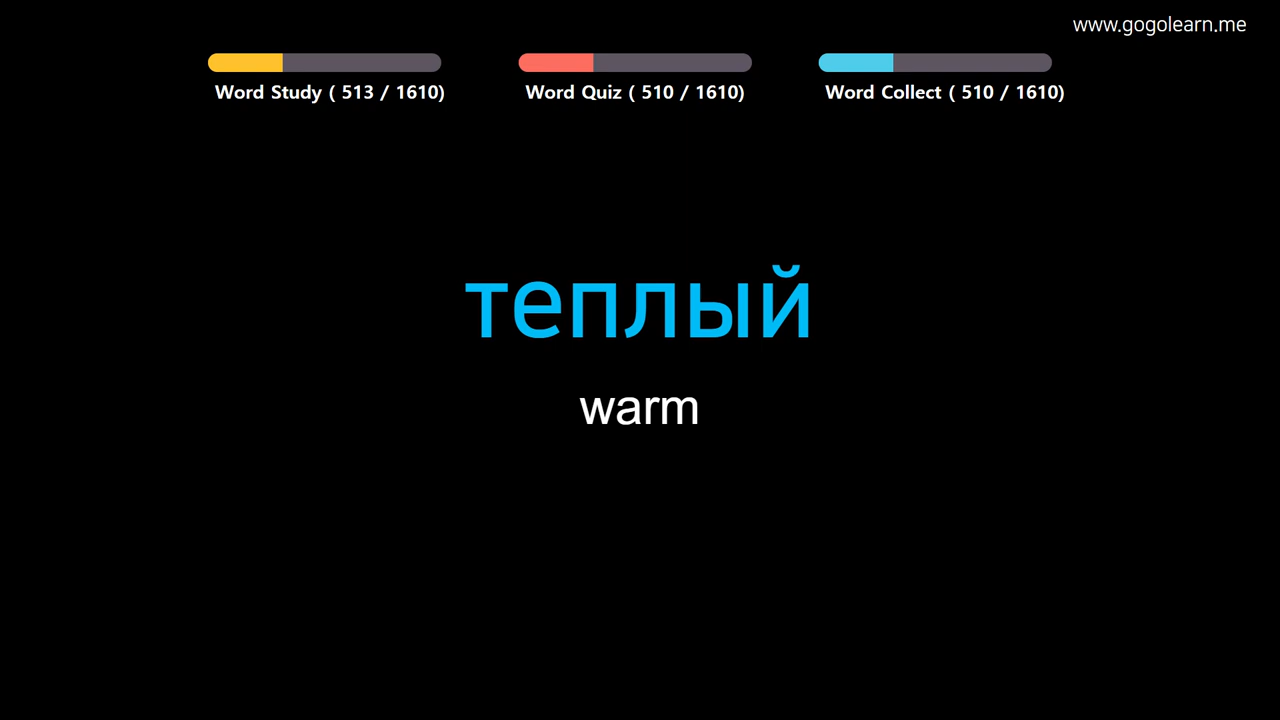 www.gogolearn.me
Word Study ( 513 / 1610)
Word Quiz ( 510 / 1610)
Word Collect ( 510 / 1610)
теплый
warm